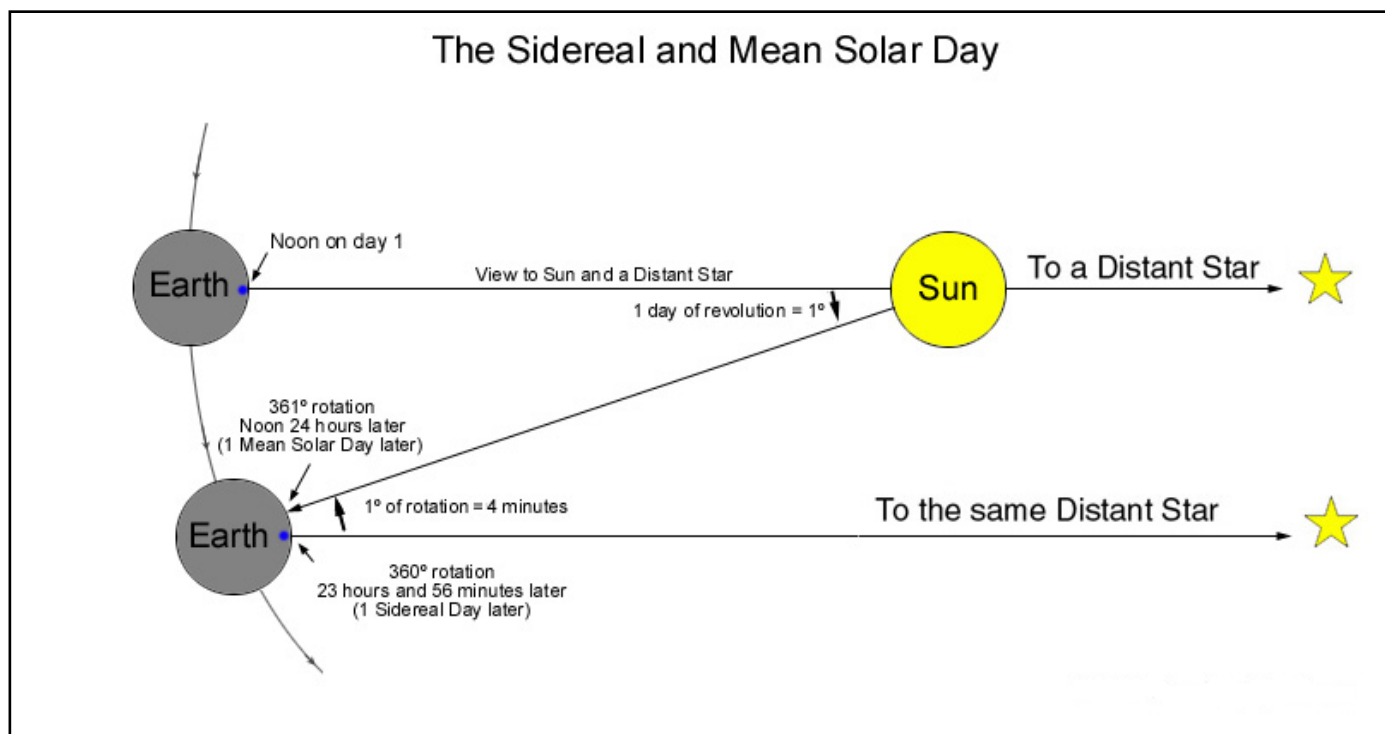 The Sidereal and Mean Solar Day
Noon on day 1
Earth
View to Sun and a Distant Star
Sun
To a Distant Star
1 day of revolution = 1º
361º rotation
Noon 24 hours later
(1 Mean Solar Day later)
1º of rotation = 4 minutes
To the same Distant Star
Earth
360º rotation
23 hours and 56 minutes later
(1 Sidereal Day later)